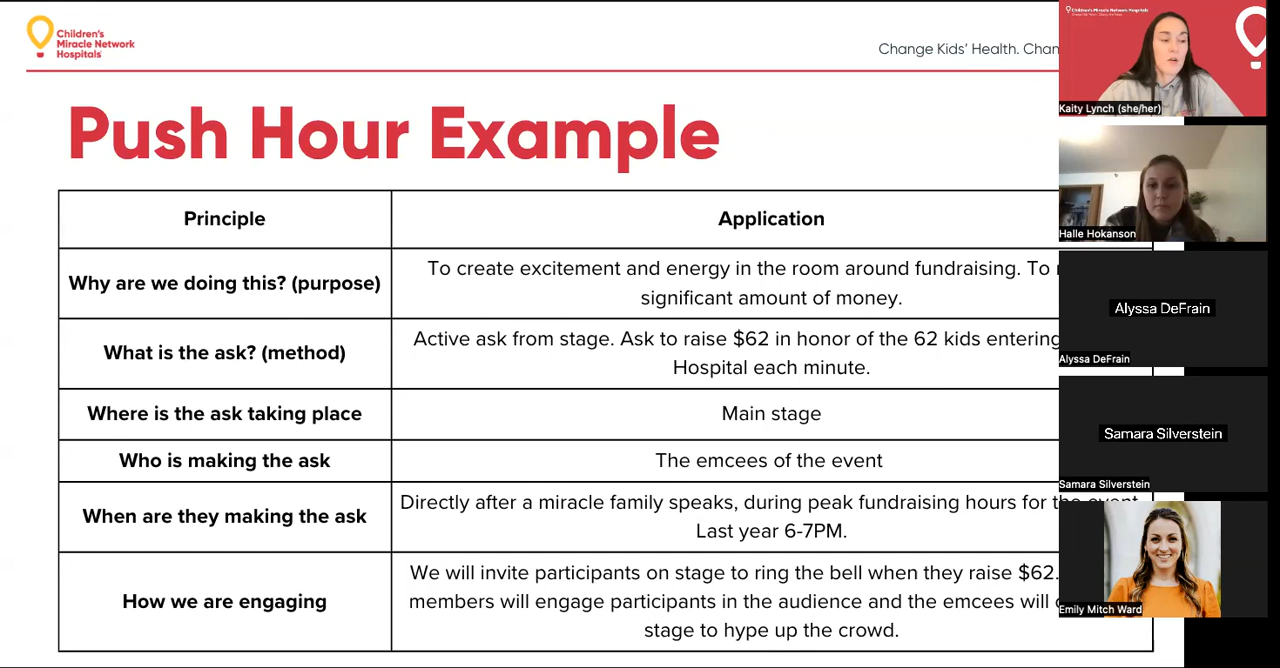 Children's
Miracle Network
Hospitals
Change Kids' Health. Chan
Push Hour Example
Principle
Application
Why are we doing this? (purpose)
To create excitement and energy in the room around fundraising. To
significant amount of money.
What is the ask? (method)
Active ask from stage. Ask to raise $62 in honor of the 62 kids entering
Hospital each minute.
Where is the ask taking place
Main stage
Who is making the ask
The emcees of the event
When are they making the ask
Directly after a miracle family speaks, during peak fundraising hours for the event.
Last year 6-7PM.
How we are engaging
We will invite participants on stage to ring the bell when they raise $62.
members will engage participants in the audience and the emcees will
stage to hype up the crowd.
Children's Miracle Network Hospitals
Kaity Lynch (she/her)
Halle Hokanson
Alyssa DeFrain
Alyssa DeFrain
Samara Silverstein
Samara Silverstein
Emily Mitch Ward